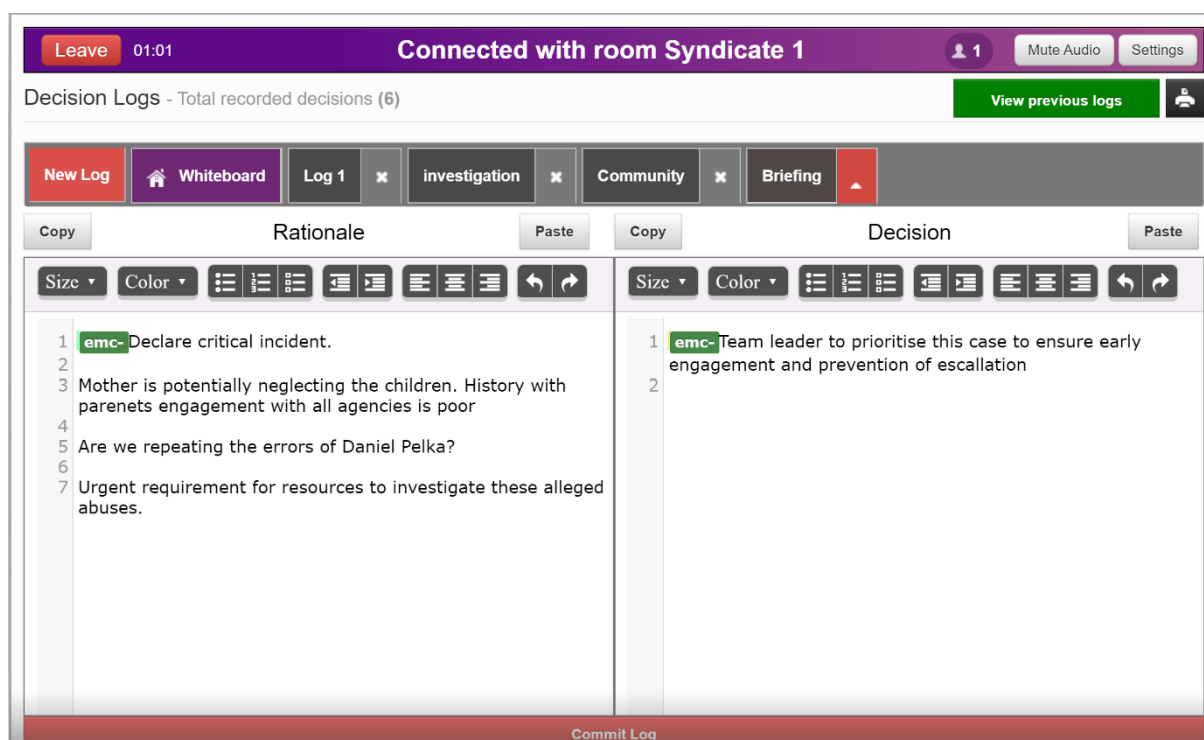 Leave 01:01 Connected with room Syndicate 1 1 Mute Audio Settings
Decision Logs - Total recorded decisions (6) View previous logs
New Log Whiteboard Log 1 investigation Community Briefing
Copy Rationale Paste Copy Decision Paste
Size Color Size Color
1 emc-Declare critical incident.
2
3 Mother is potentially neglecting the children. History with
parenets engagement with all agencies is poor
4
5 Are we repeating the errors of Daniel Pelka?
6
7 Urgent requirement for resources to investigate these alleged
abuses.
1 emc-Team leader to prioritise this case to ensure early
engagement and prevention of escallation
2
Commit Log